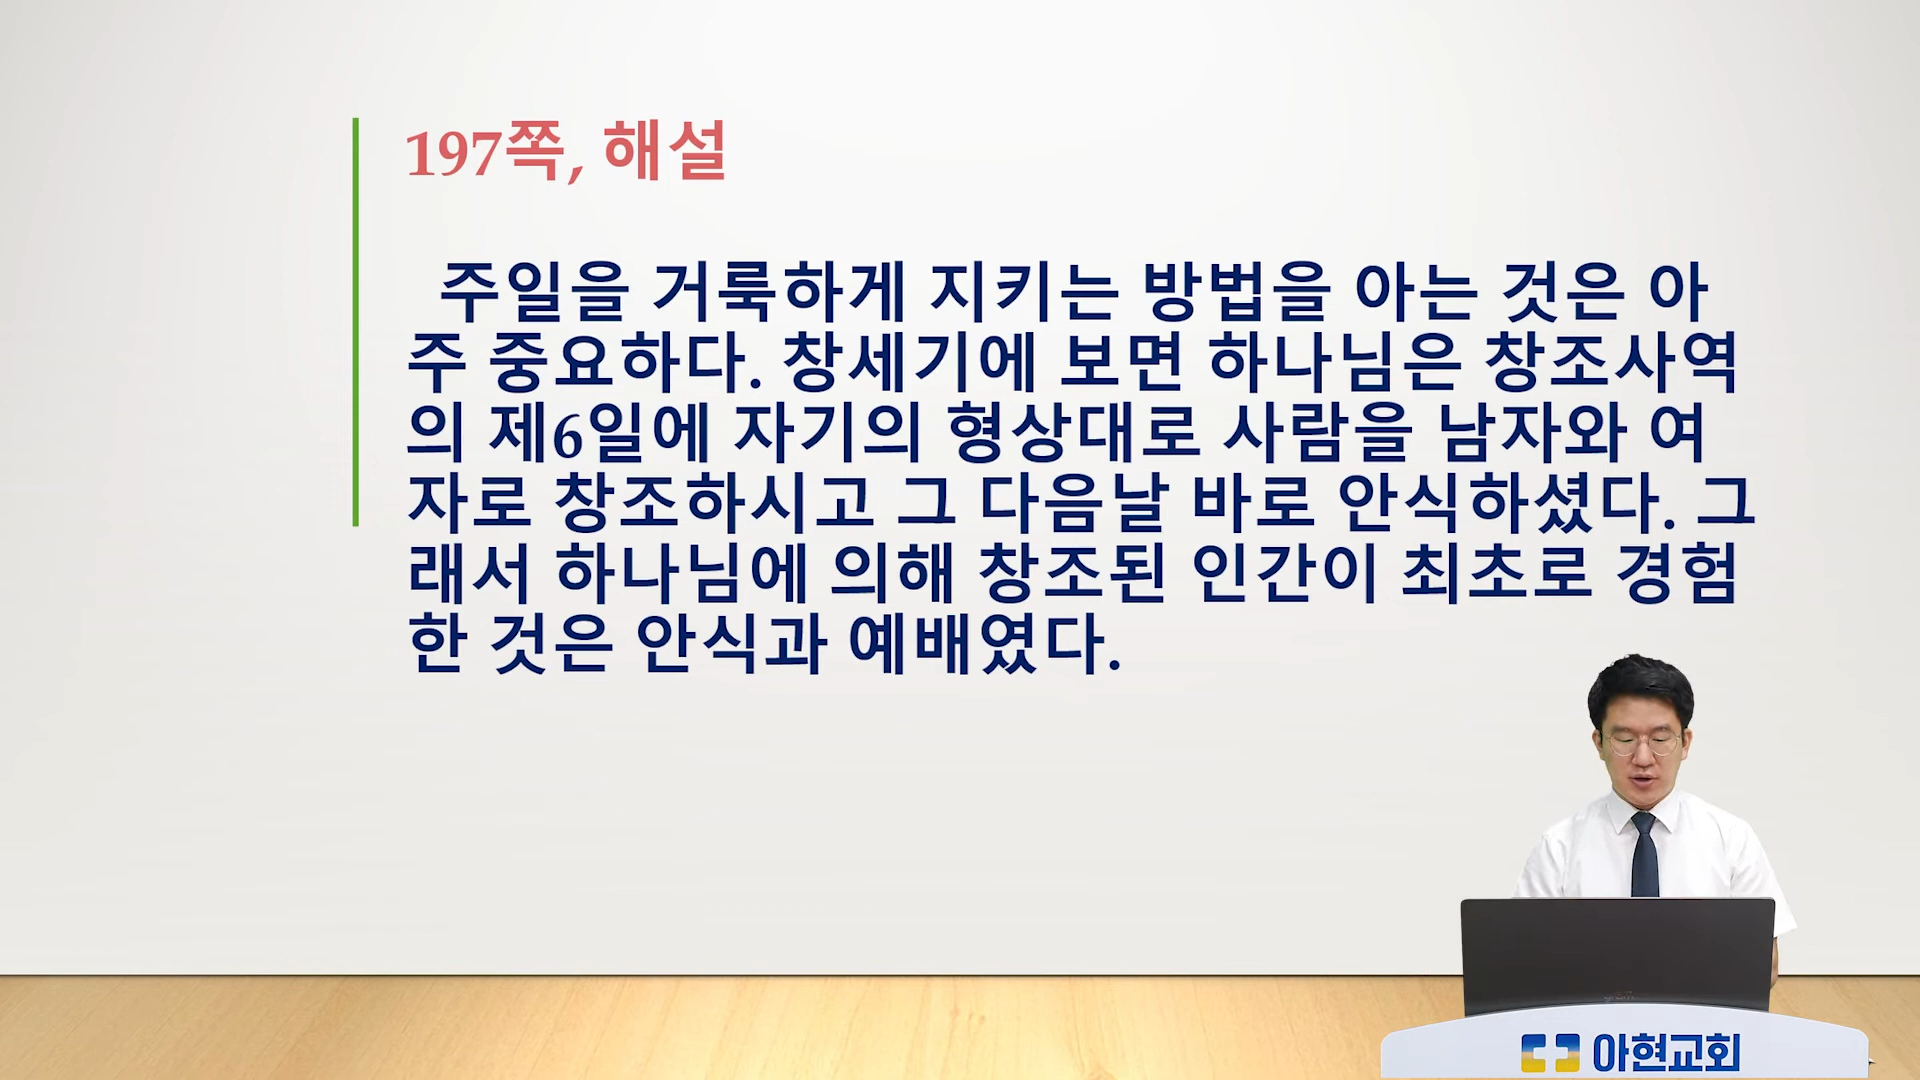 197쪽, 해설
주일을 거룩하게 지키는 방법을 아는 것은 아
주 중요하다. 창세기에 보면 하나님은 창조사역
의 제6일에 자기의 형상대로 사람을 남자와 여
자로 창조하시고 그 다음날 바로 안식하셨다. 그
래서 하나님에 의해 창조된 인간이 최초로 경험
한 것은 안식과 예배였다.
아현교회